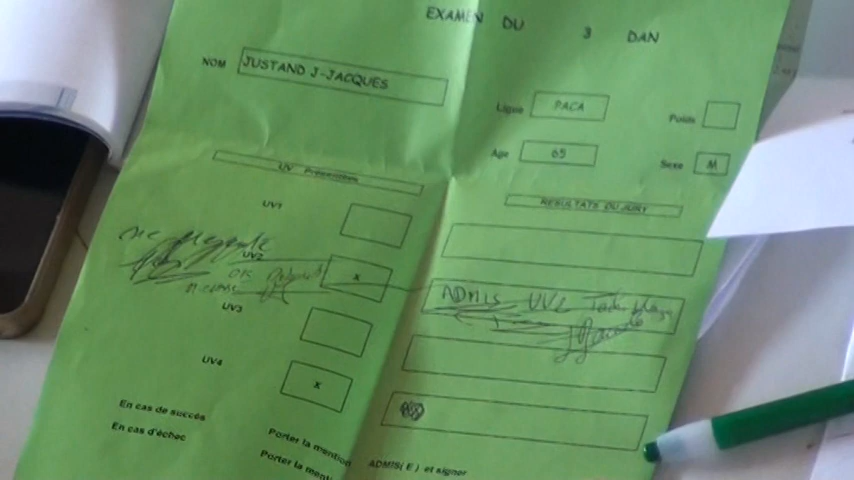 EXAMEN DU 3 DAN
NOM JUSTAND J-JACQUES
Ligue PACA Poids
Age 65 Sexe M
UV Présentées
RESULTATS DU JURY
UV1
UV2 x
ADMIS UV2
UV3
UV4 x
En cas de succès Porter la mention ADMIS( E ) et signer
En cas d'échec Porter la menti